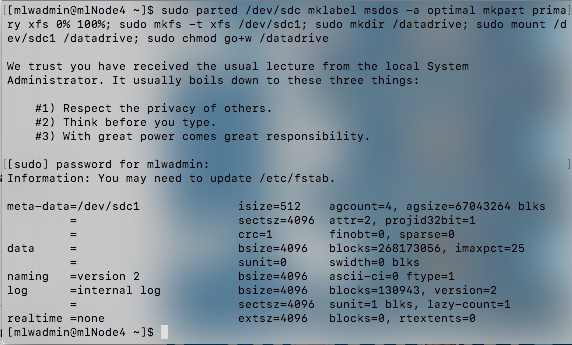 [[mlwadmin@mlNode4 ~]$ sudo parted /dev/sdc mklabel msdos -a optimal mkpart prima]
ry xfs 0% 100%; sudo mkfs -t xfs /dev/sdc1; sudo mkdir /datadrive; sudo mount /d
ev/sdc1 /datadrive; sudo chmod go+w /datadrive
We trust you have received the usual lecture from the local System
Administrator. It usually boils down to these three things:
#1) Respect the privacy of others.
#2) Think before you type.
#3) With great power comes great responsibility.
[[sudo] password for mlwadmin: ]
Information: You may need to update /etc/fstab.
meta-data=/dev/sdc1              isize=512    agcount=4, agsize=67043264 blks
         =                       sectsz=4096  attr=2, projid32bit=1
         =                       crc=1        finobt=0, sparse=0
data     =                       bsize=4096   blocks=268173056, imaxpct=25
         =                       sunit=0      swidth=0 blks
naming   =version 2              bsize=4096   ascii-ci=0 ftype=1
log      =internal log           bsize=4096   blocks=130943, version=2
         =                       sectsz=4096  sunit=1 blks, lazy-count=1
realtime =none                   extsz=4096   blocks=0, rtextents=0
[mlwadmin@mlNode4 ~]$